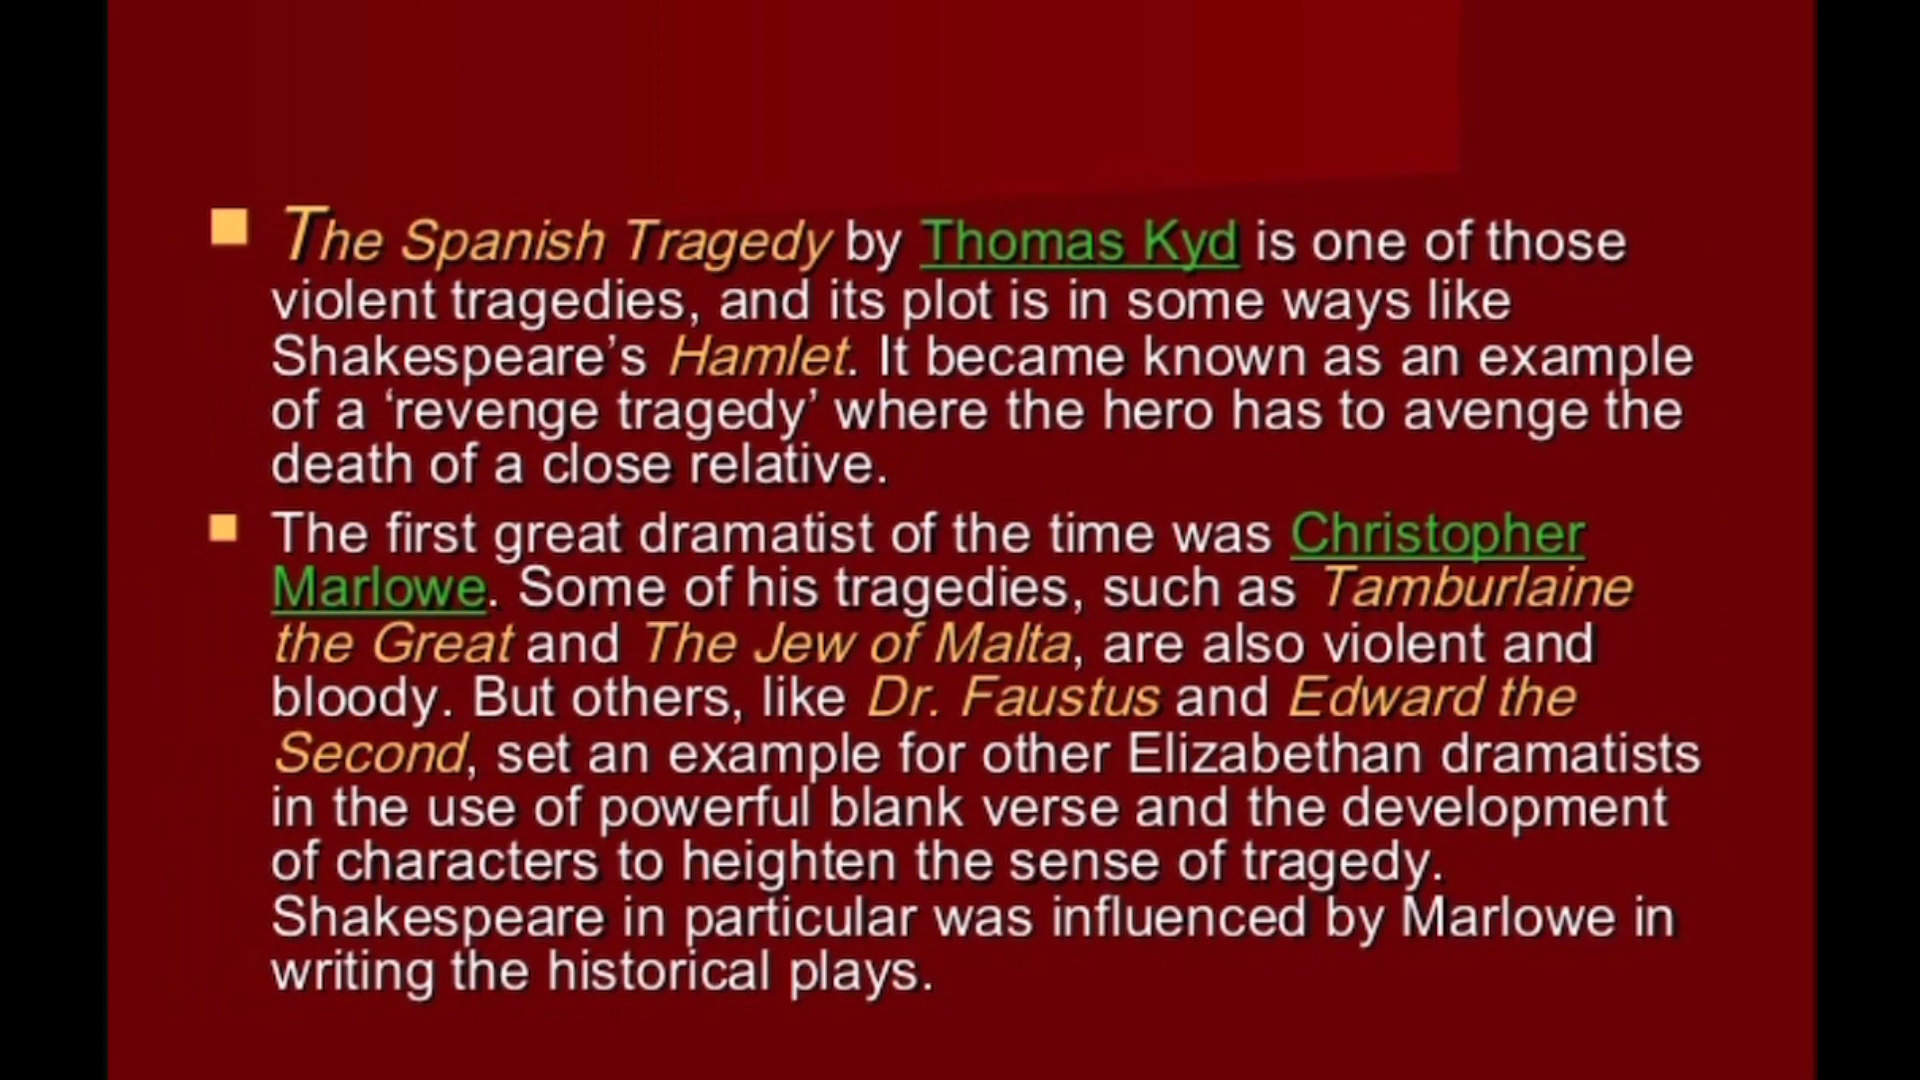 The Spanish Tragedy by Thomas Kyd is one of those
violent tragedies, and its plot is in some ways like
Shakespeare’s Hamlet. It became known as an example
of a ‘revenge tragedy’ where the hero has to avenge the
death of a close relative.
The first great dramatist of the time was Christopher
Marlowe. Some of his tragedies, such as Tamburlaine
the Great and The Jew of Malta, are also violent and
bloody. But others, like Dr. Faustus and Edward the
Second, set an example for other Elizabethan dramatists
in the use of powerful blank verse and the development
of characters to heighten the sense of tragedy.
Shakespeare in particular was influenced by Marlowe in
writing the historical plays.